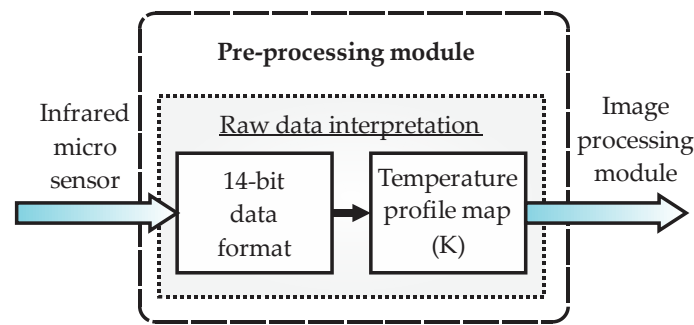 Pre-processing module
Infrared
micro
sensor
Raw data interpretation
14-bit
data
format
Temperature
profile map
(K)
Image
processing
module